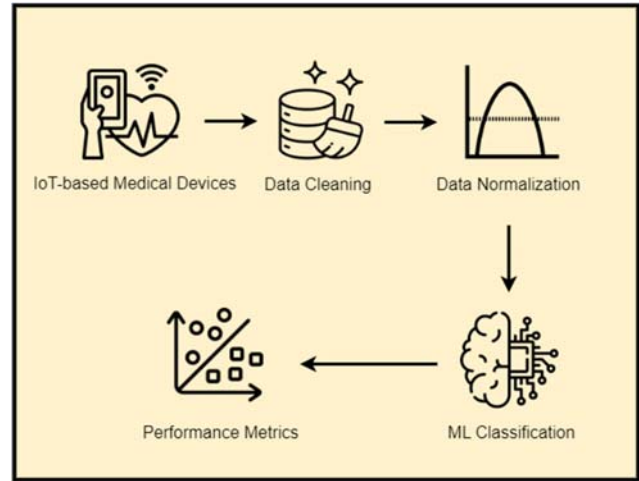 IoT-based Medical Devices
Data Cleaning
Data Normalization
ML Classification
Performance Metrics